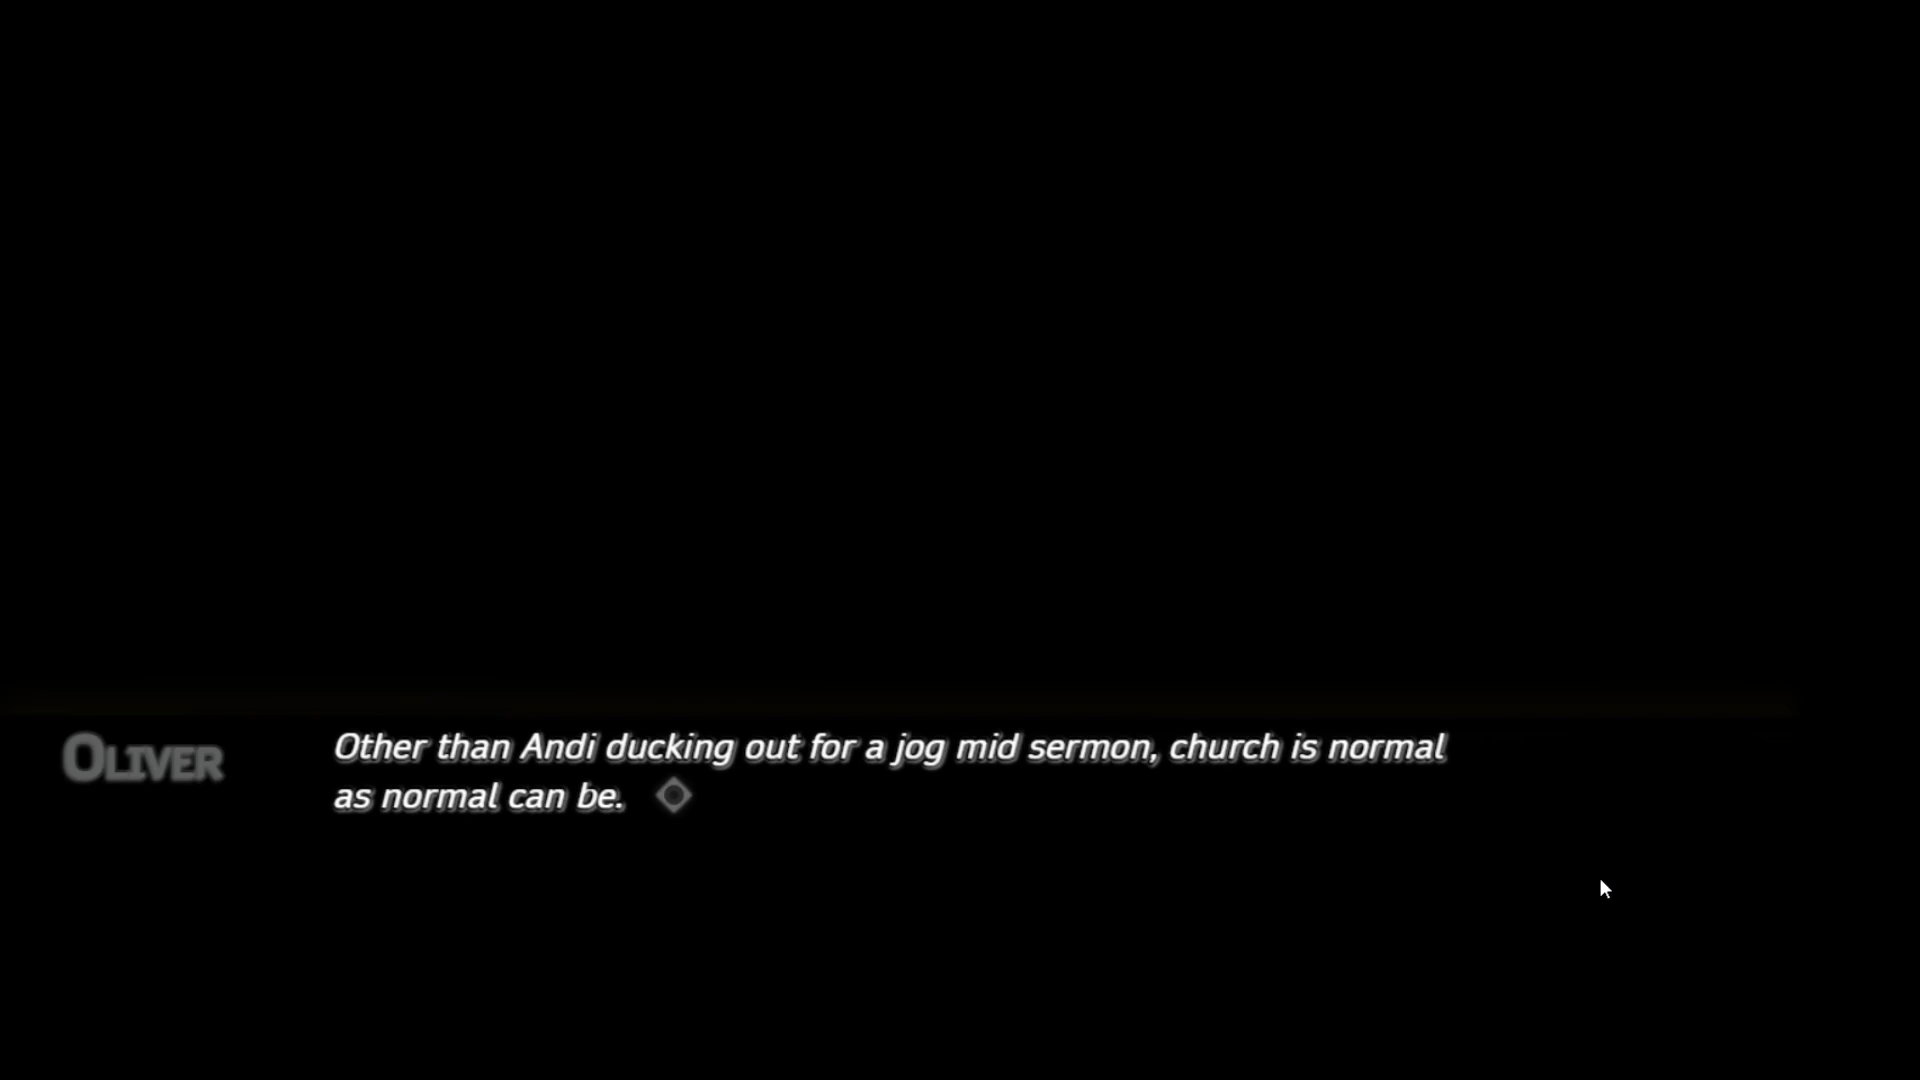 OLIVER
Other than Andi ducking out for a jog mid sermon, church is normal
as normal can be.